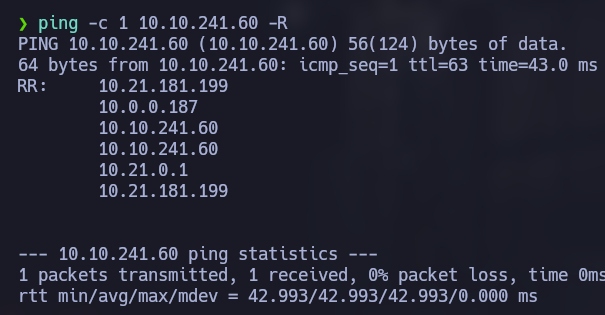 ❯ ping -c 1 10.10.241.60 -R
PING 10.10.241.60 (10.10.241.60) 56(124) bytes of data.
64 bytes from 10.10.241.60: icmp_seq=1 ttl=63 time=43.0 ms
RR:     10.21.181.199
        10.0.0.187
        10.10.241.60
        10.10.241.60
        10.21.0.1
        10.21.181.199
--- 10.10.241.60 ping statistics ---
1 packets transmitted, 1 received, 0% packet loss, time 0ms
rtt min/avg/max/mdev = 42.993/42.993/42.993/0.000 ms